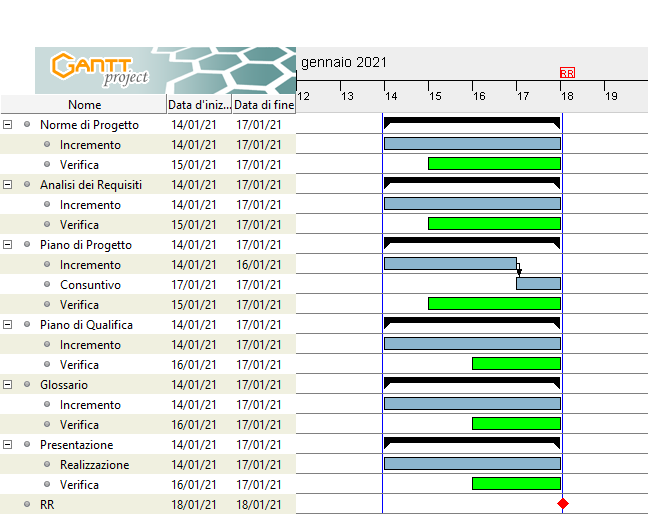 GANTT project
gennaio 2021
RR
12 13 14 15 16 17 18 19
Nome Data d'iniz... Data di fine
Norme di Progetto 14/01/21 17/01/21
Incremento 14/01/21 17/01/21
Verifica 15/01/21 17/01/21
Analisi dei Requisiti 14/01/21 17/01/21
Incremento 14/01/21 17/01/21
Verifica 15/01/21 17/01/21
Piano di Progetto 14/01/21 17/01/21
Incremento 14/01/21 16/01/21
Consuntivo 17/01/21 17/01/21
Verifica 15/01/21 17/01/21
Piano di Qualifica 14/01/21 17/01/21
Incremento 14/01/21 17/01/21
Verifica 16/01/21 17/01/21
Glossario 14/01/21 17/01/21
Incremento 14/01/21 17/01/21
Verifica 16/01/21 17/01/21
Presentazione 14/01/21 17/01/21
Realizzazione 14/01/21 17/01/21
Verifica 16/01/21 17/01/21
RR 18/01/21 18/01/21